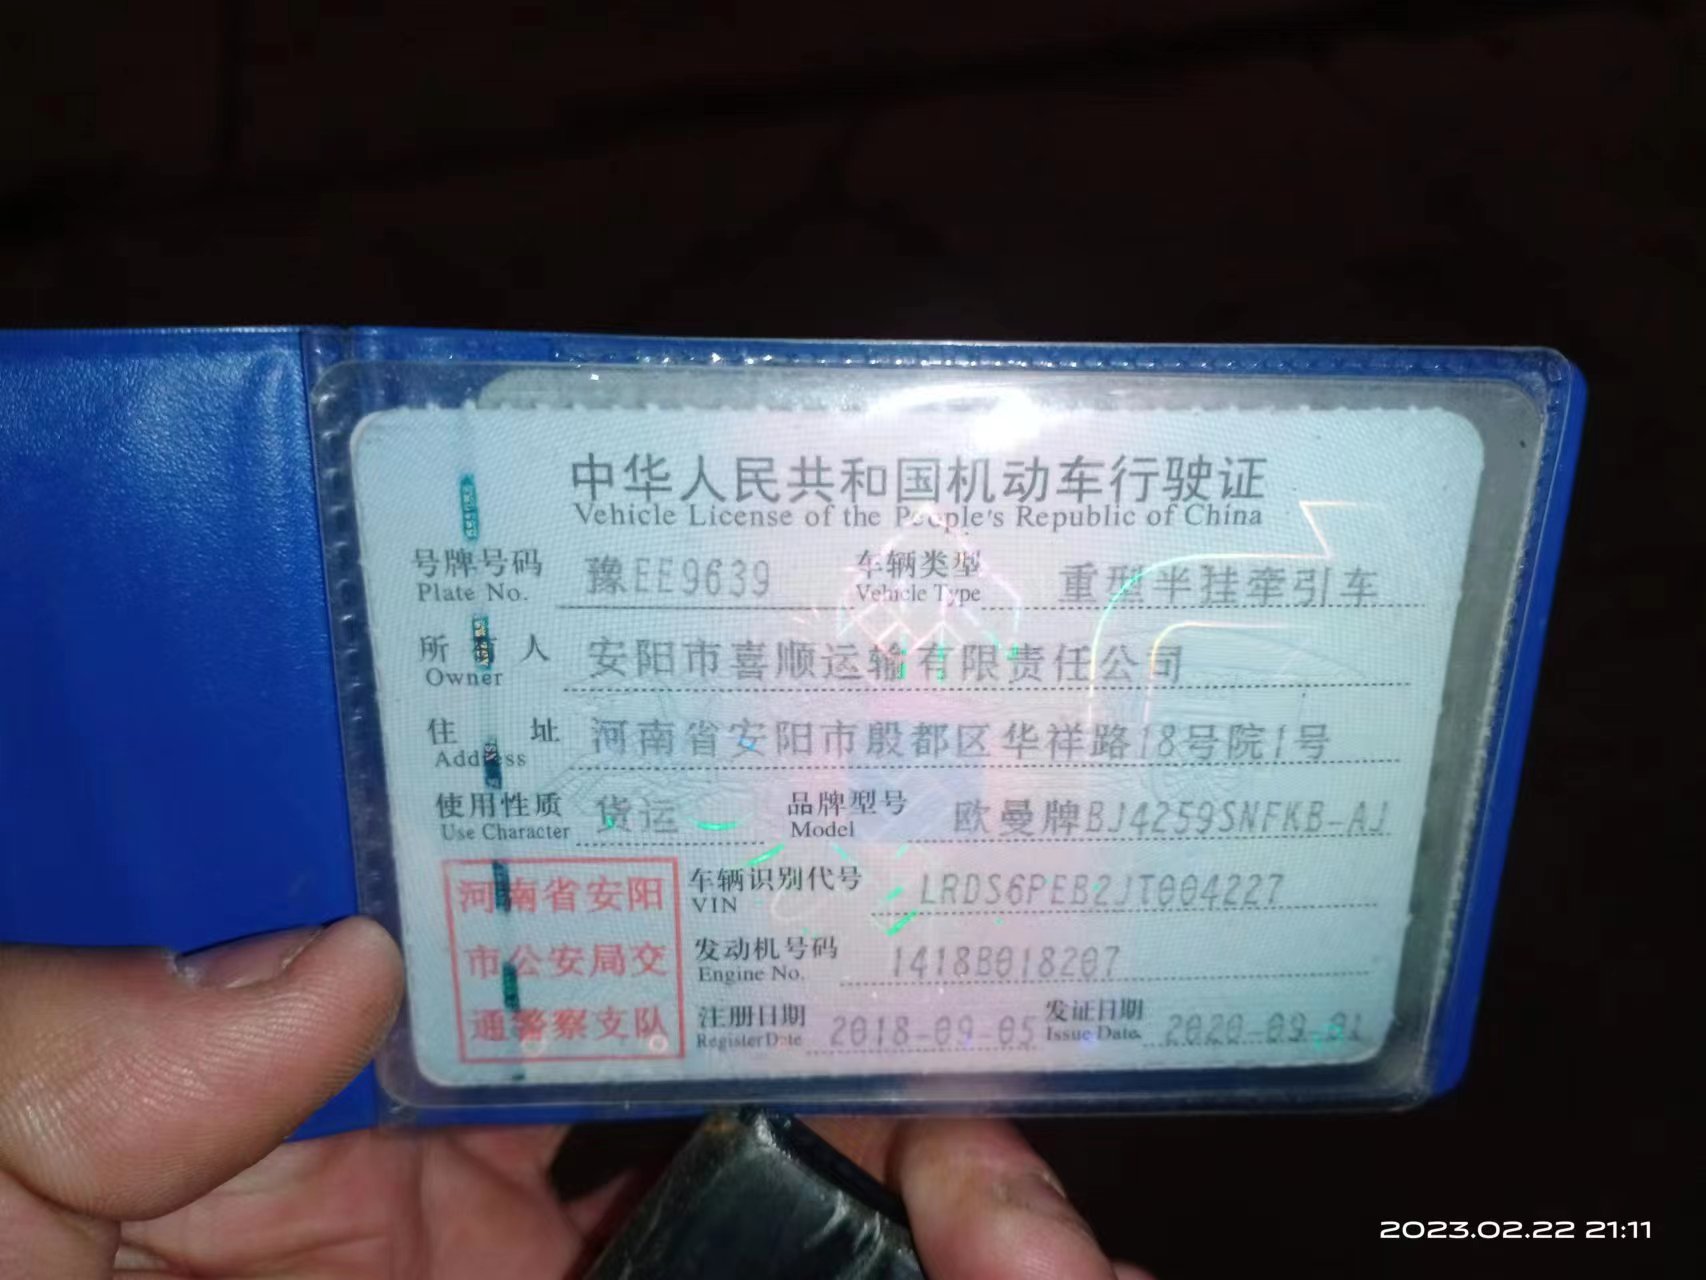 中华人民共和国机动车行驶证
Vehicle License of the People's Republic of China
号牌号码 豫EE9639 车辆类型 重型半挂牵引车
Plate No. Vehicle Type
所有人 安阳市喜顺运输有限责任公司
Owner
住址 河南省安阳市殷都区华祥路18号院1号
Address
使用性质 货运 品牌型号 欧曼牌BJ4259SNFKB-AJ
Use Character Model
河南省安阳 车辆识别代号 LRDS6PEB2JT004227
VIN
市公安局交 发动机号码 1418B018207
Engine No.
通警察支队 注册日期 2018-09-05 发证日期 2020-09-01
Register Date Issue Date
2023.02.22 21:11